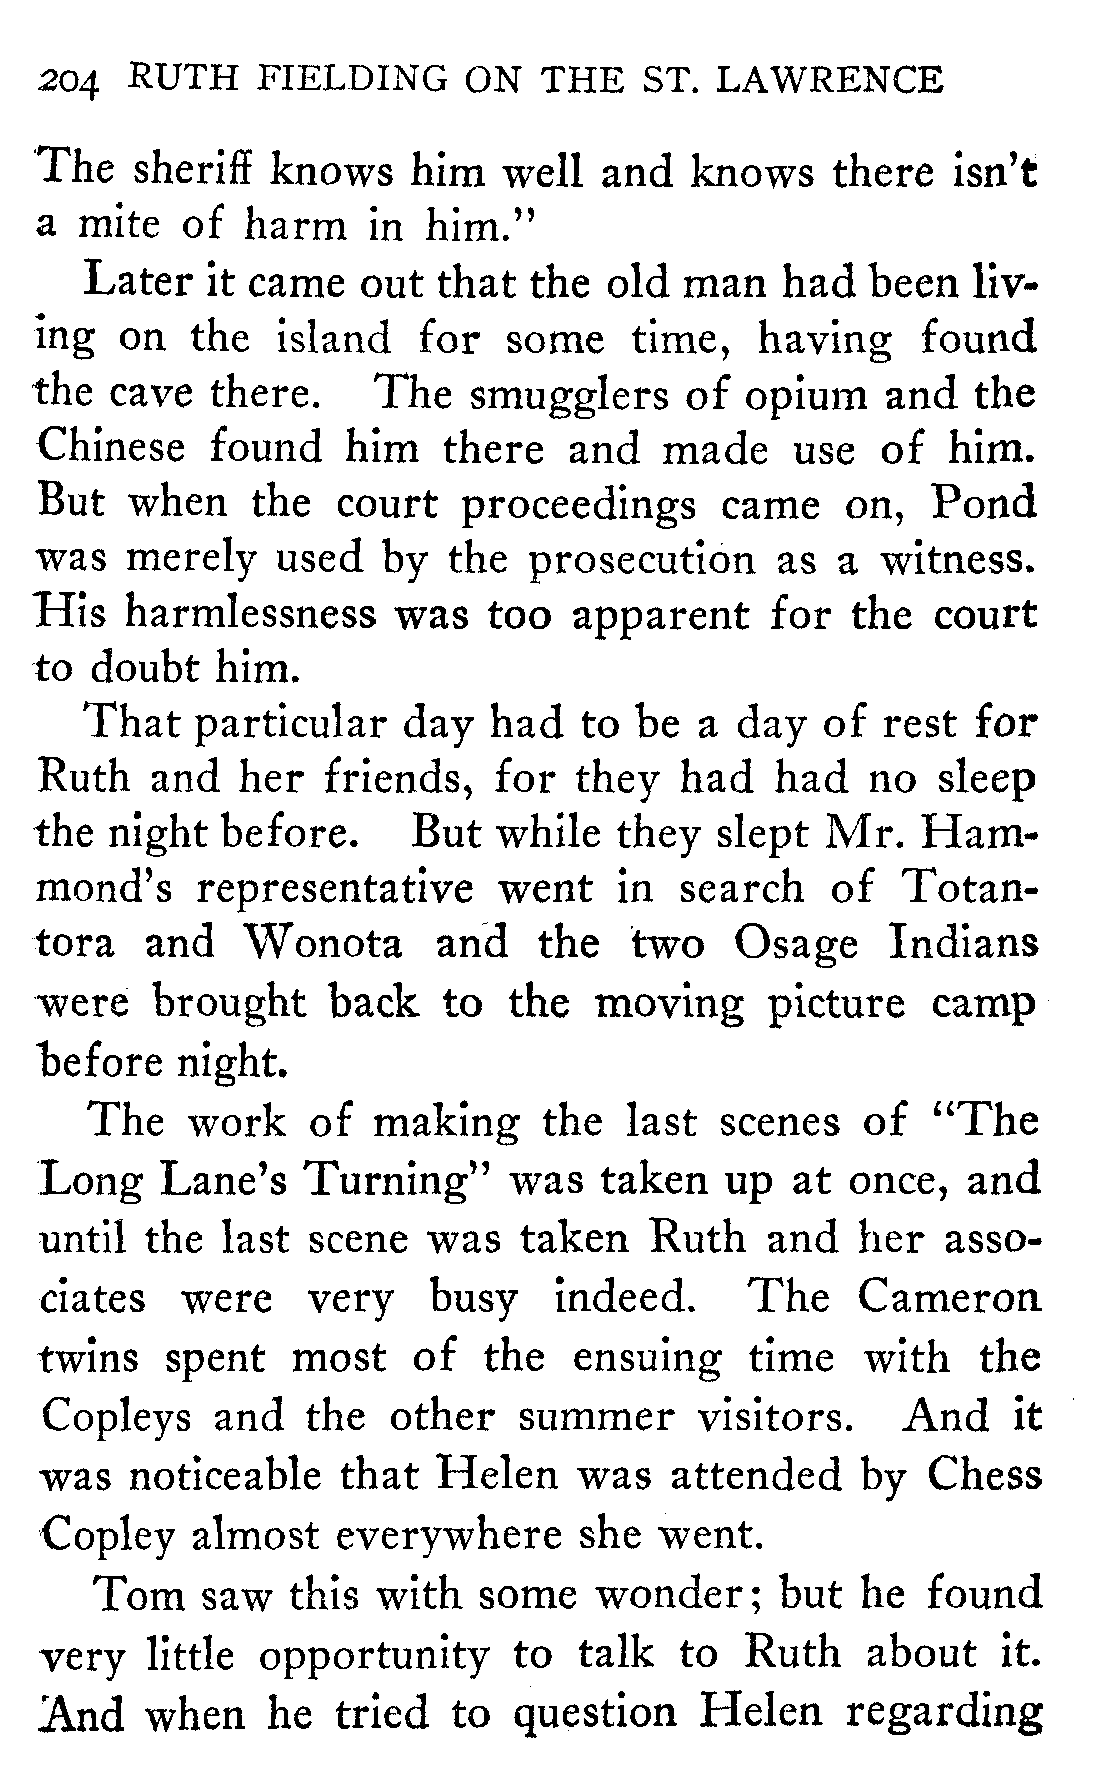 204 RUTH FIELDING ON THE ST. LAWRENCE
The sheriff knows him well and knows there isn't
a mite of harm in him."
Later it came out that the old man had been liv-
ing on the island for some time, having found
the cave there. The smugglers of opium and the
Chinese found him there and made use of him.
But when the court proceedings came on, Pond
was merely used by the prosecution as a witness.
His harmlessness was too apparent for the court
to doubt him.
That particular day had to be a day of rest for
Ruth and her friends, for they had had no sleep
the night before. But while they slept Mr. Ham-
mond's representative went in search of Totan-
tora and Wonota and the two Osage Indians
were brought back to the moving picture camp
before night.
The work of making the last scenes of "The
Long Lane's Turning" was taken up at once, and
until the last scene was taken Ruth and her asso-
ciates were very busy indeed. The Cameron
twins spent most of the ensuing time with the
Copleys and the other summer visitors. And it
was noticeable that Helen was attended by Chess
Copley almost everywhere she went.
Tom saw this with some wonder; but he found
very little opportunity to talk to Ruth about it.
And when he tried to question Helen regarding